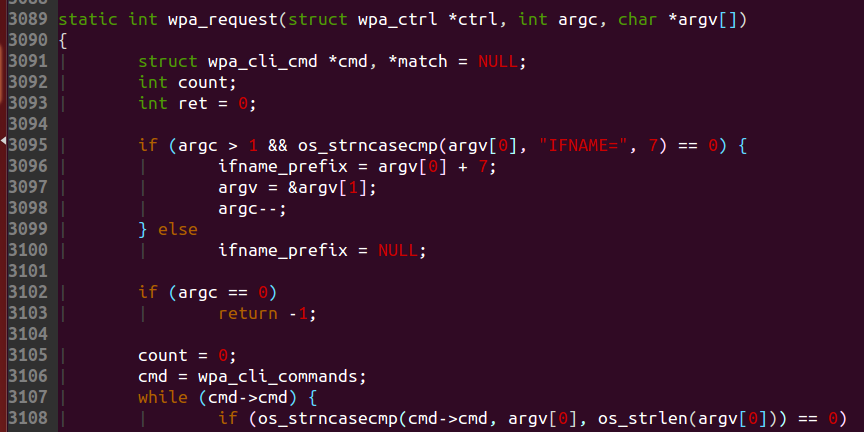 3089 static int wpa_request(struct wpa_ctrl *ctrl, int argc, char *argv[])
3090 {
3091         struct wpa_cli_cmd *cmd, *match = NULL;
3092         int count;
3093         int ret = 0;
3094
3095         if (argc > 1 && os_strncasecmp(argv[0], "IFNAME=", 7) == 0) {
3096                 ifname_prefix = argv[0] + 7;
3097                 argv = &argv[1];
3098                 argc--;
3099         } else
3100                 ifname_prefix = NULL;
3101
3102         if (argc == 0)
3103                 return -1;
3104
3105         count = 0;
3106         cmd = wpa_cli_commands;
3107         while (cmd->cmd) {
3108                 if (os_strncasecmp(cmd->cmd, argv[0], os_strlen(argv[0])) == 0)